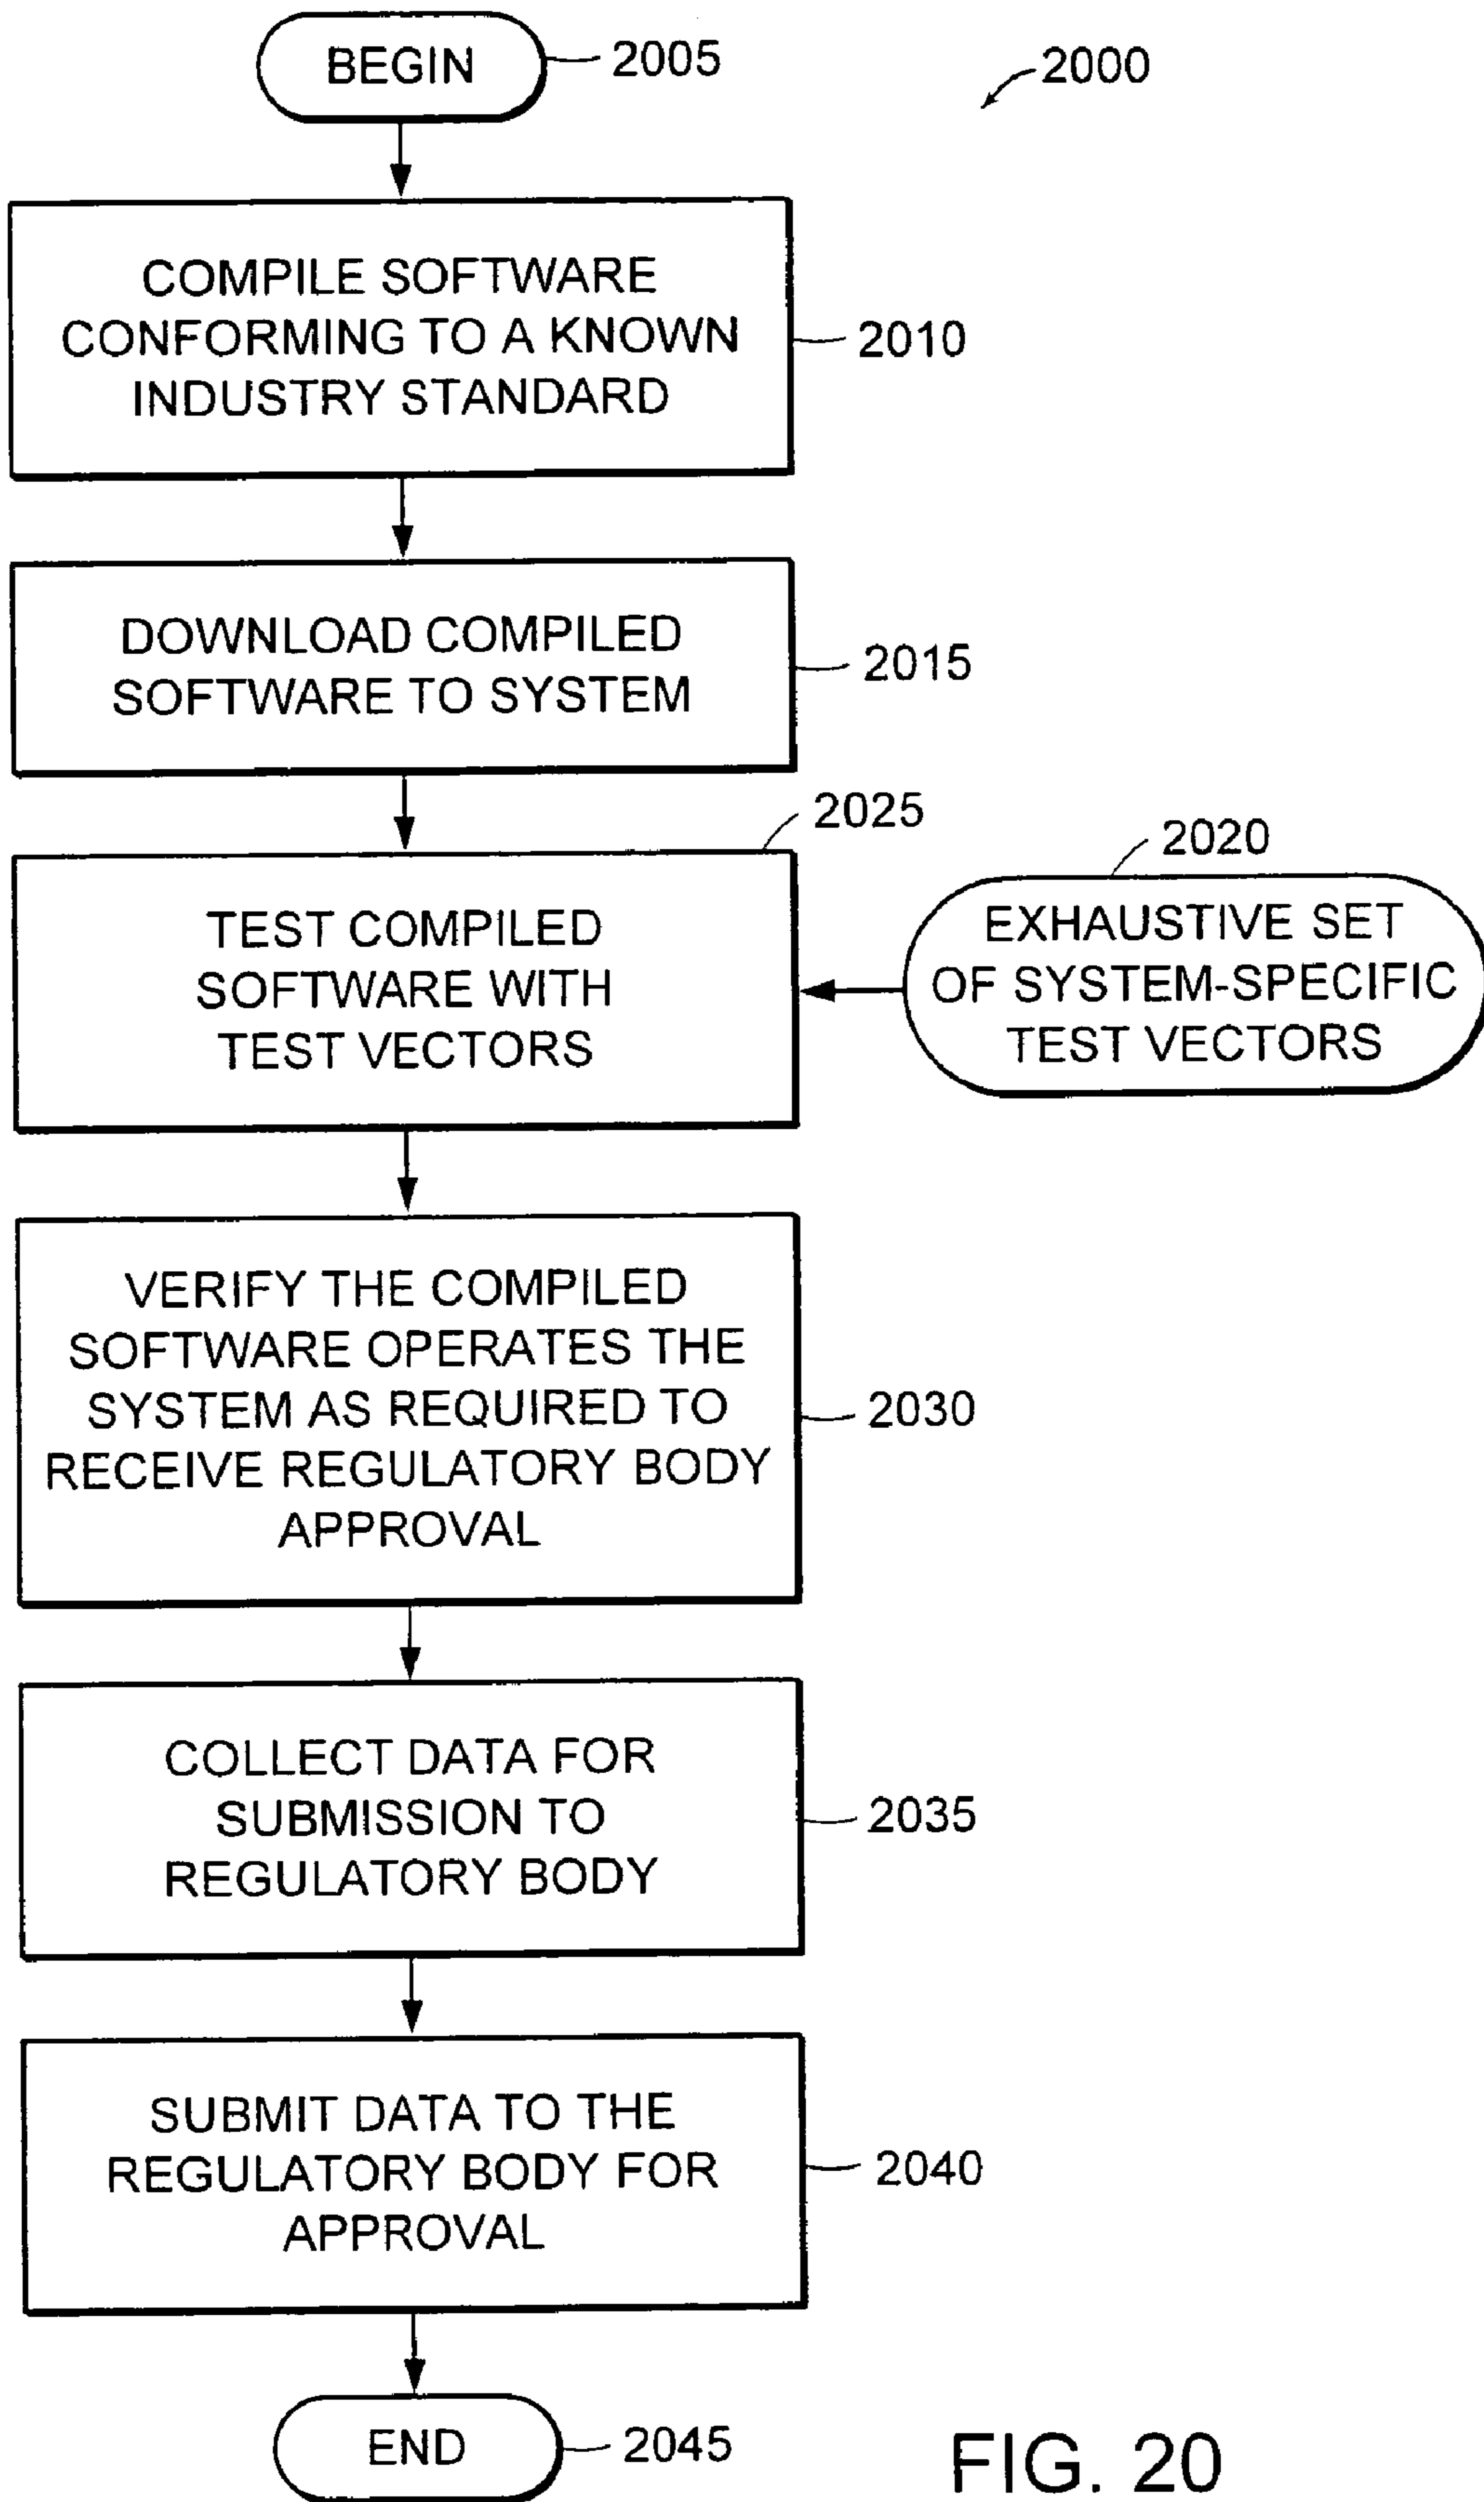 BEGIN
2005
2000
COMPILE SOFTWARE
CONFORMING TO A KNOWN
INDUSTRY STANDARD
2010
DOWNLOAD COMPILED
SOFTWARE TO SYSTEM
2015
2025
2020
TEST COMPILED
SOFTWARE WITH
TEST VECTORS
EXHAUSTIVE SET
OF SYSTEM-SPECIFIC
TEST VECTORS
VERIFY THE COMPILED
SOFTWARE OPERATES THE
SYSTEM AS REQUIRED TO
RECEIVE REGULATORY BODY
APPROVAL
2030
COLLECT DATA FOR
SUBMISSION TO
REGULATORY BODY
2035
SUBMIT DATA TO THE
REGULATORY BODY FOR
APPROVAL
2040
END
2045
FIG. 20